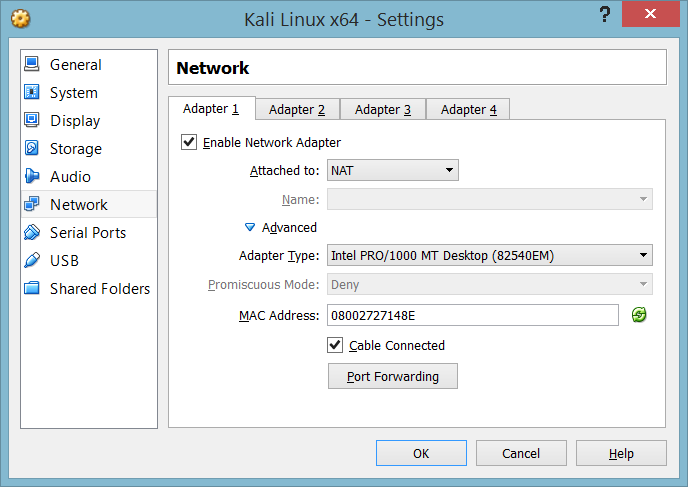 Kali Linux x64 - Settings
?
General
System
Display
Storage
Audio
Network
Serial Ports
USB
Shared Folders
Network
Adapter 1 Adapter 2 Adapter 3 Adapter 4
Enable Network Adapter
Attached to: NAT
Name:
Advanced
Adapter Type: Intel PRO/1000 MT Desktop (82540EM)
Promiscuous Mode: Deny
MAC Address: 08002727148E
Cable Connected
Port Forwarding
OK Cancel Help